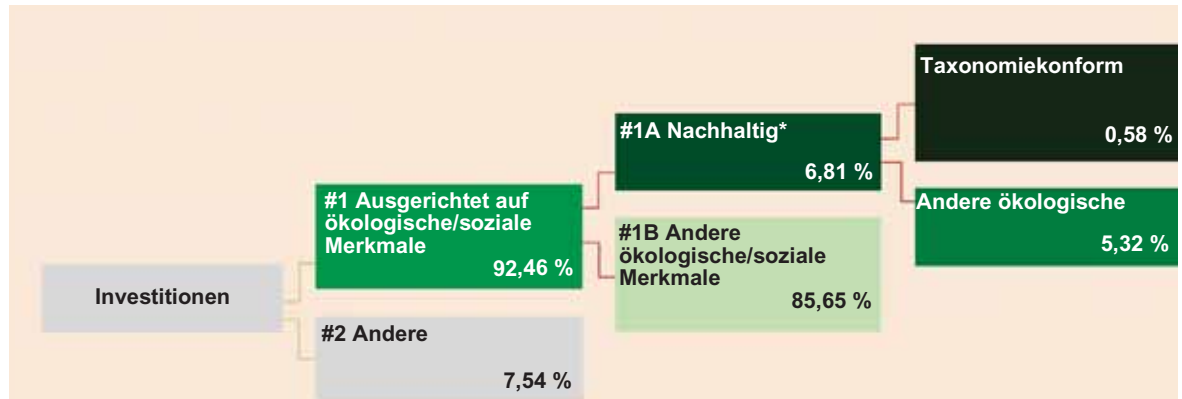 Taxonomiekonform
0,58 %
#1A Nachhaltig*
6,81 %
#1 Ausgerichtet auf
ökologische/soziale
Merkmale
92,46 %
Andere ökologische
5,32 %
#1B Andere
ökologische/soziale
Merkmale
85,65 %
Investitionen
#2 Andere
7,54 %